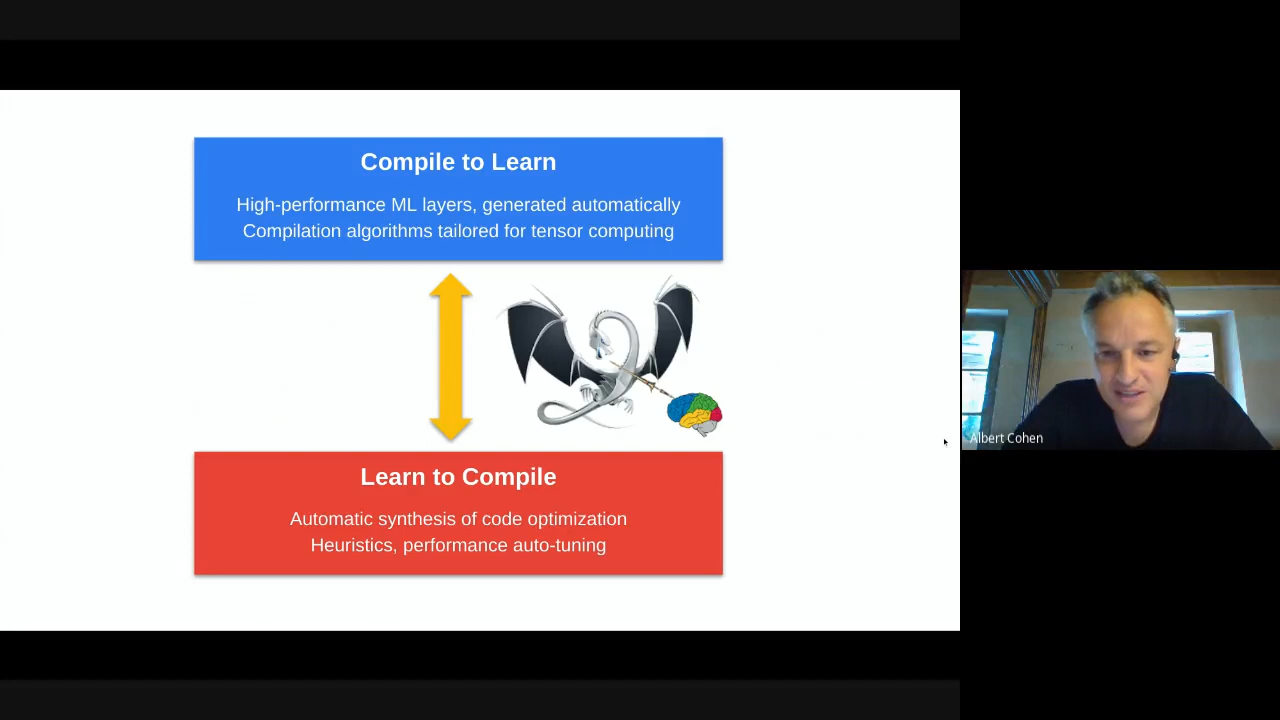 Compile to Learn
High-performance ML layers, generated automatically
Compilation algorithms tailored for tensor computing
Learn to Compile
Automatic synthesis of code optimization
Heuristics, performance auto-tuning
Albert Cohen